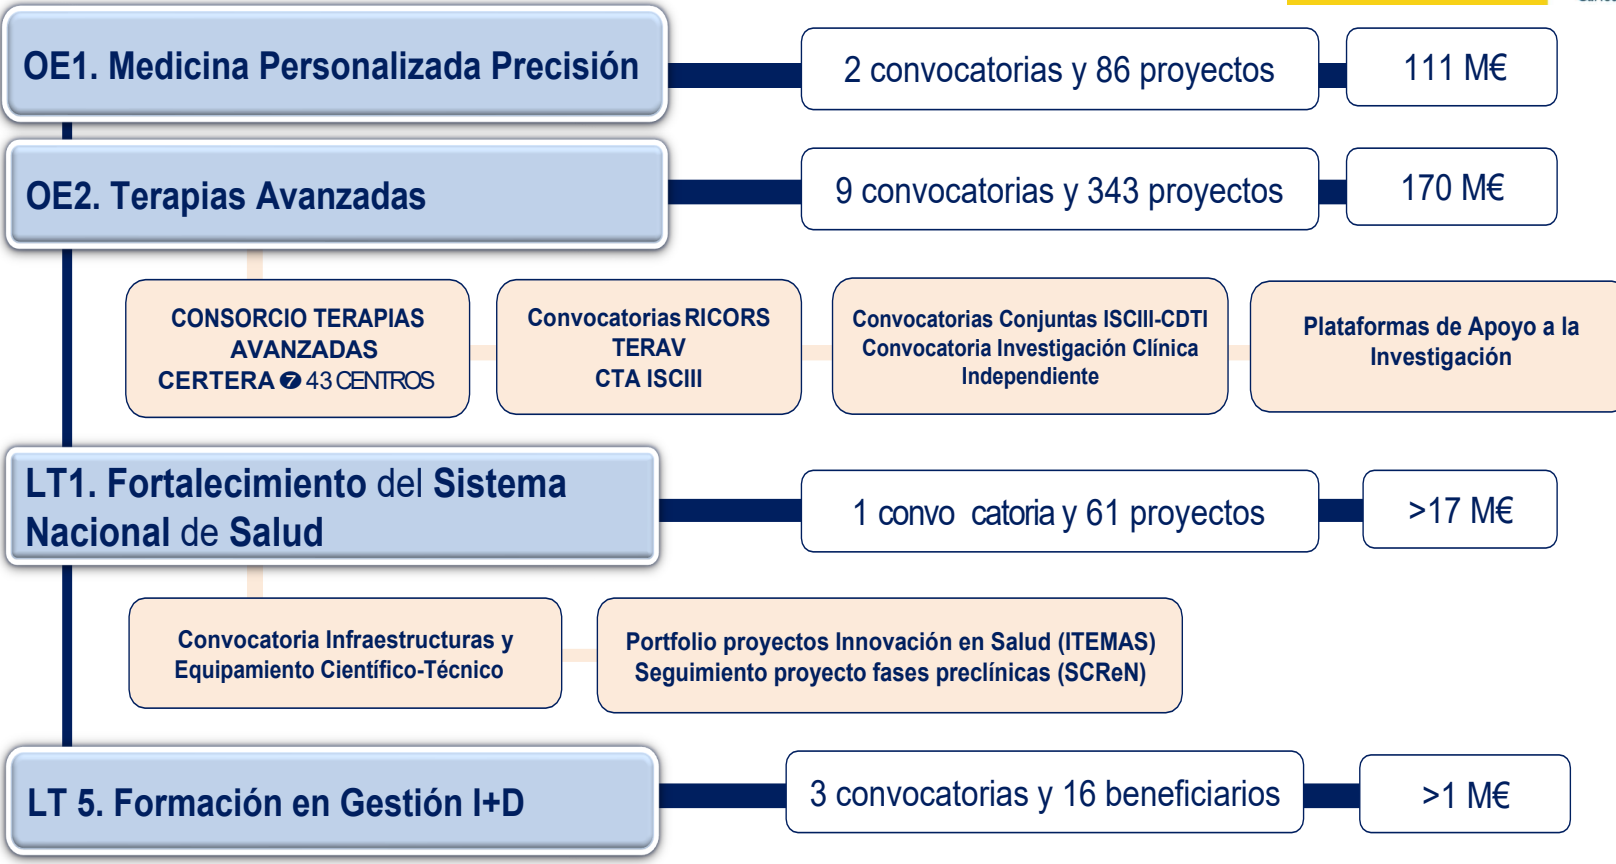 OE1. Medicina Personalizada Precisión
2 convocatorias y 86 proyectos
111 M€
OE2. Terapias Avanzadas
9 convocatorias y 343 proyectos
170 M€
CONSORCIO TERAPIAS
AVANZADAS
CERTERA ❼ 43 CENTROS
Convocatorias RICORS
TERAV
CTA ISCIII
Convocatorias Conjuntas ISCIII-CDTI
Convocatoria Investigación Clínica
Independiente
Plataformas de Apoyo a la
Investigación
LT1. Fortalecimiento del Sistema
Nacional de Salud
1 convo catoria y 61 proyectos
>17 M€
Convocatoria Infraestructuras y
Equipamiento Científico-Técnico
Portfolio proyectos Innovación en Salud (ITEMAS)
Seguimiento proyecto fases preclínicas (SCReN)
LT 5. Formación en Gestión I+D
3 convocatorias y 16 beneficiarios
>1 M€